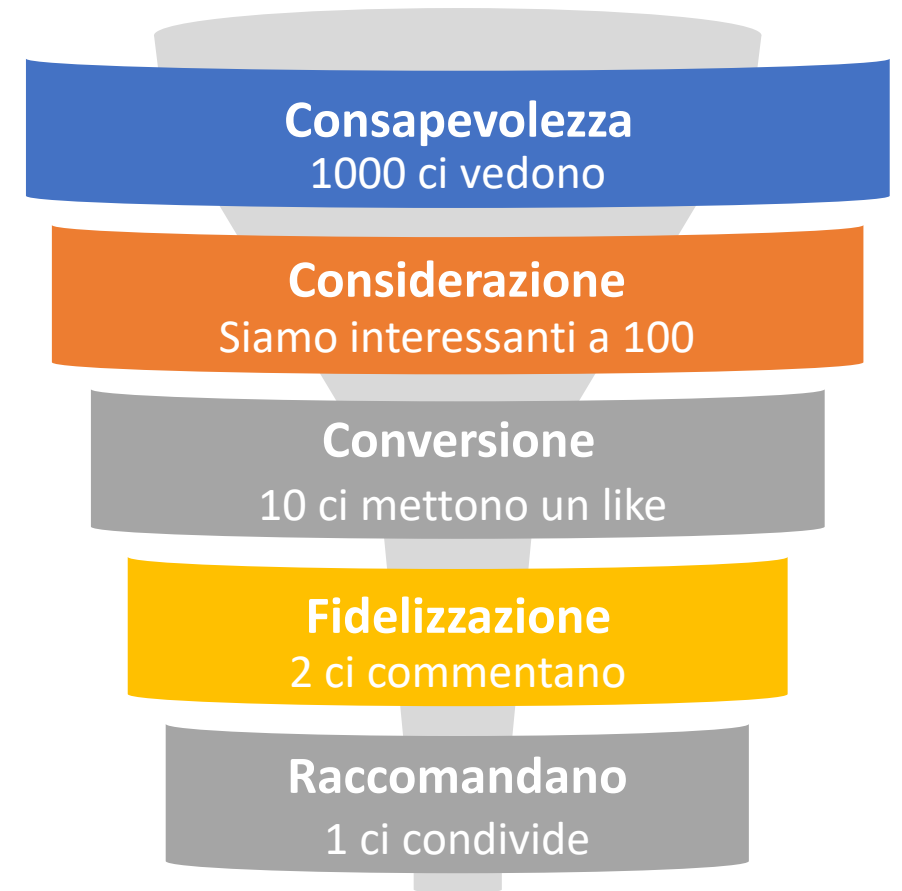 Consapevolezza
1000 ci vedono
Considerazione
Siamo interessanti a 100
Conversione
10 ci mettono un like
Fidelizzazione
2 ci commentano
Raccomandano
1 ci condivide